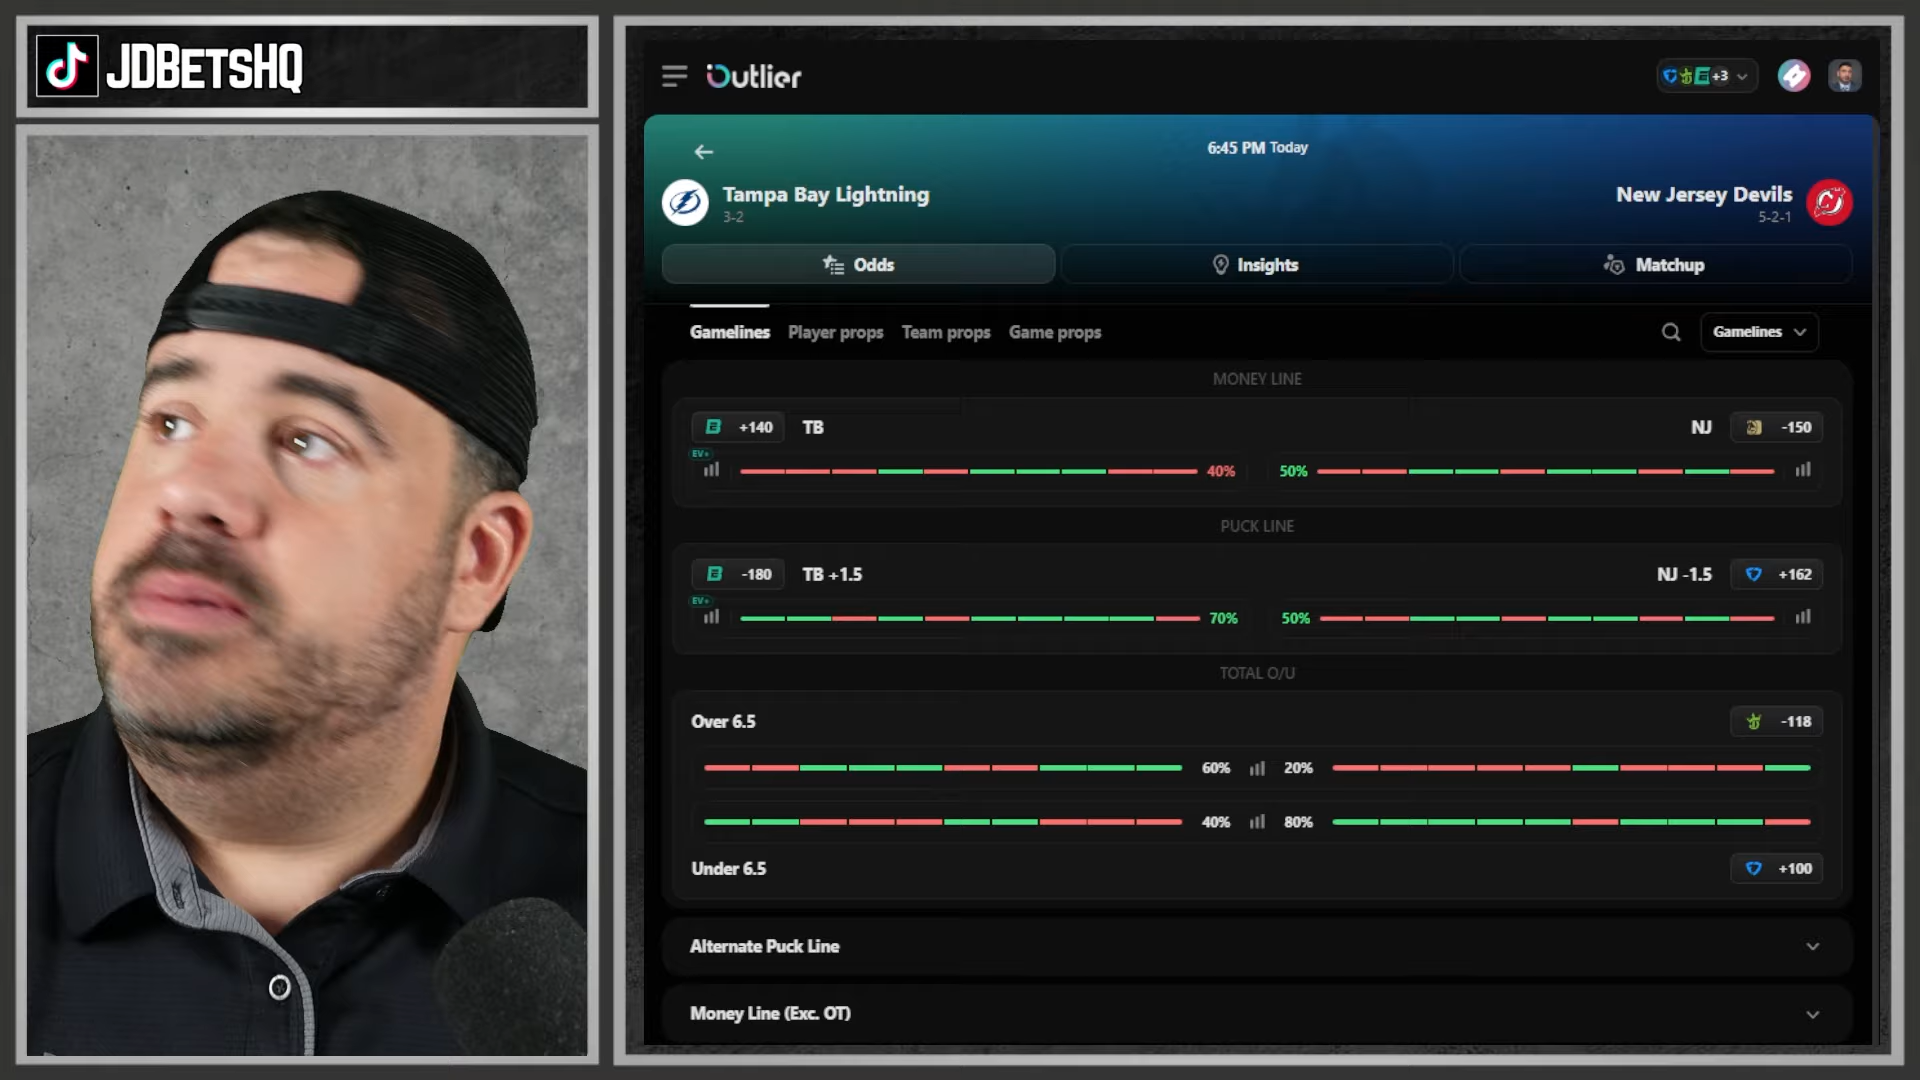 JDBETSHQ
Outlier
+3
6:45 PM Today
Tampa Bay Lightning
3-2
New Jersey Devils
5-2-1
Odds
Insights
Matchup
Gamelines
Player props
Team props
Game props
Gamelines
MONEY LINE
+140 TB
NJ -150
EV+
40%
50%
PUCK LINE
-180 TB +1.5
NJ -1.5 +162
EV+
70%
50%
TOTAL O/U
Over 6.5
-118
60% 20%
40% 80%
Under 6.5
+100
Alternate Puck Line
Money Line (Exc. OT)